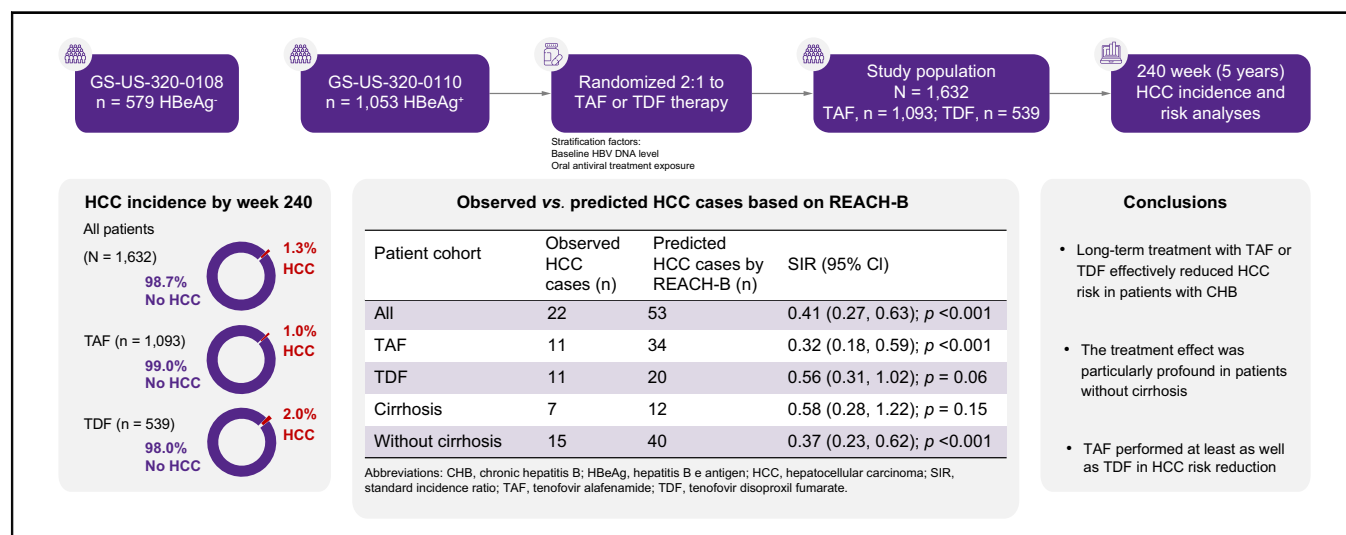 GS-US-320-0108
n = 579 HBeAg⁻
GS-US-320-0110
n = 1,053 HBeAg⁺
Randomized 2:1 to
TAF or TDF therapy
Stratification factors:
Baseline HBV DNA level
Oral antiviral treatment exposure
Study population
N = 1,632
TAF, n = 1,093; TDF, n = 539
240 week (5 years)
HCC incidence and
risk analyses
HCC incidence by week 240
All patients
(N = 1,632)
1.3%
HCC
98.7%
No HCC
TAF (n = 1,093)
1.0%
HCC
99.0%
No HCC
TDF (n = 539)
2.0%
HCC
98.0%
No HCC
Observed vs. predicted HCC cases based on REACH-B
Patient cohort
Observed
HCC
cases (n)
Predicted
HCC cases by
REACH-B (n)
SIR (95% CI)
All 22 53 0.41 (0.27, 0.63); p <0.001
TAF 11 34 0.32 (0.18, 0.59); p <0.001
TDF 11 20 0.56 (0.31, 1.02); p = 0.06
Cirrhosis 7 12 0.58 (0.28, 1.22); p = 0.15
Without cirrhosis 15 40 0.37 (0.23, 0.62); p <0.001
Abbreviations: CHB, chronic hepatitis B; HBeAg, hepatitis B e antigen; HCC, hepatocellular carcinoma; SIR,
standard incidence ratio; TAF, tenofovir alafenamide; TDF, tenofovir disoproxil fumarate.
Conclusions
• Long-term treatment with TAF or
TDF effectively reduced HCC
risk in patients with CHB
• The treatment effect was
particularly profound in patients
without cirrhosis
• TAF performed at least as well
as TDF in HCC risk reduction